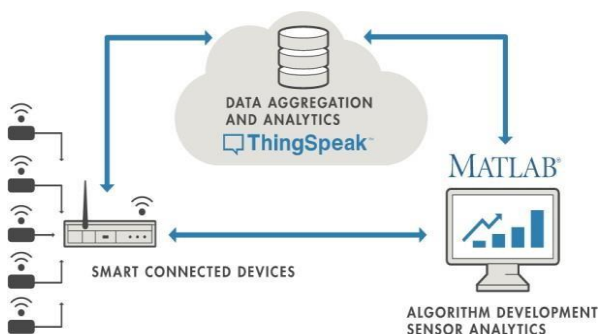 DATA AGGREGATION
AND ANALYTICS
ThingSpeak™
MATLAB®
SMART CONNECTED DEVICES
ALGORITHM DEVELOPMENT
SENSOR ANALYTICS